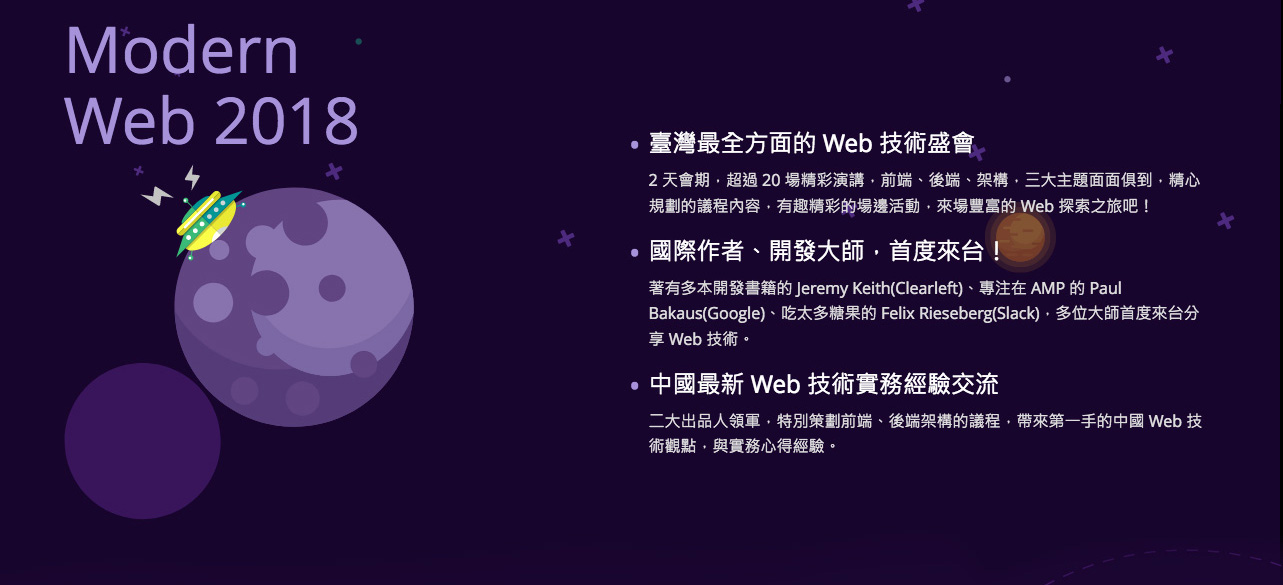 Modern
Web 2018
臺灣最全方面的 Web 技術盛會
2 天會期，超過 20 場精彩演講，前端、後端、架構，三大主題面面俱到，精心
規劃的議程內容，有趣精彩的場邊活動，來場豐富的 Web 探索之旅吧！
國際作者、開發大師，首度來台！
著有多本開發書籍的 Jeremy Keith(Clearleft)、專注在 AMP 的 Paul
Bakaus(Google)、吃太多糖果的 Felix Rieseberg(Slack)，多位大師首度來台分
享 Web 技術。
中國最新 Web 技術實務經驗交流
二大出品人領軍，特別策劃前端、後端架構的議程，帶來第一手的中國 Web 技
術觀點，與實務心得經驗。